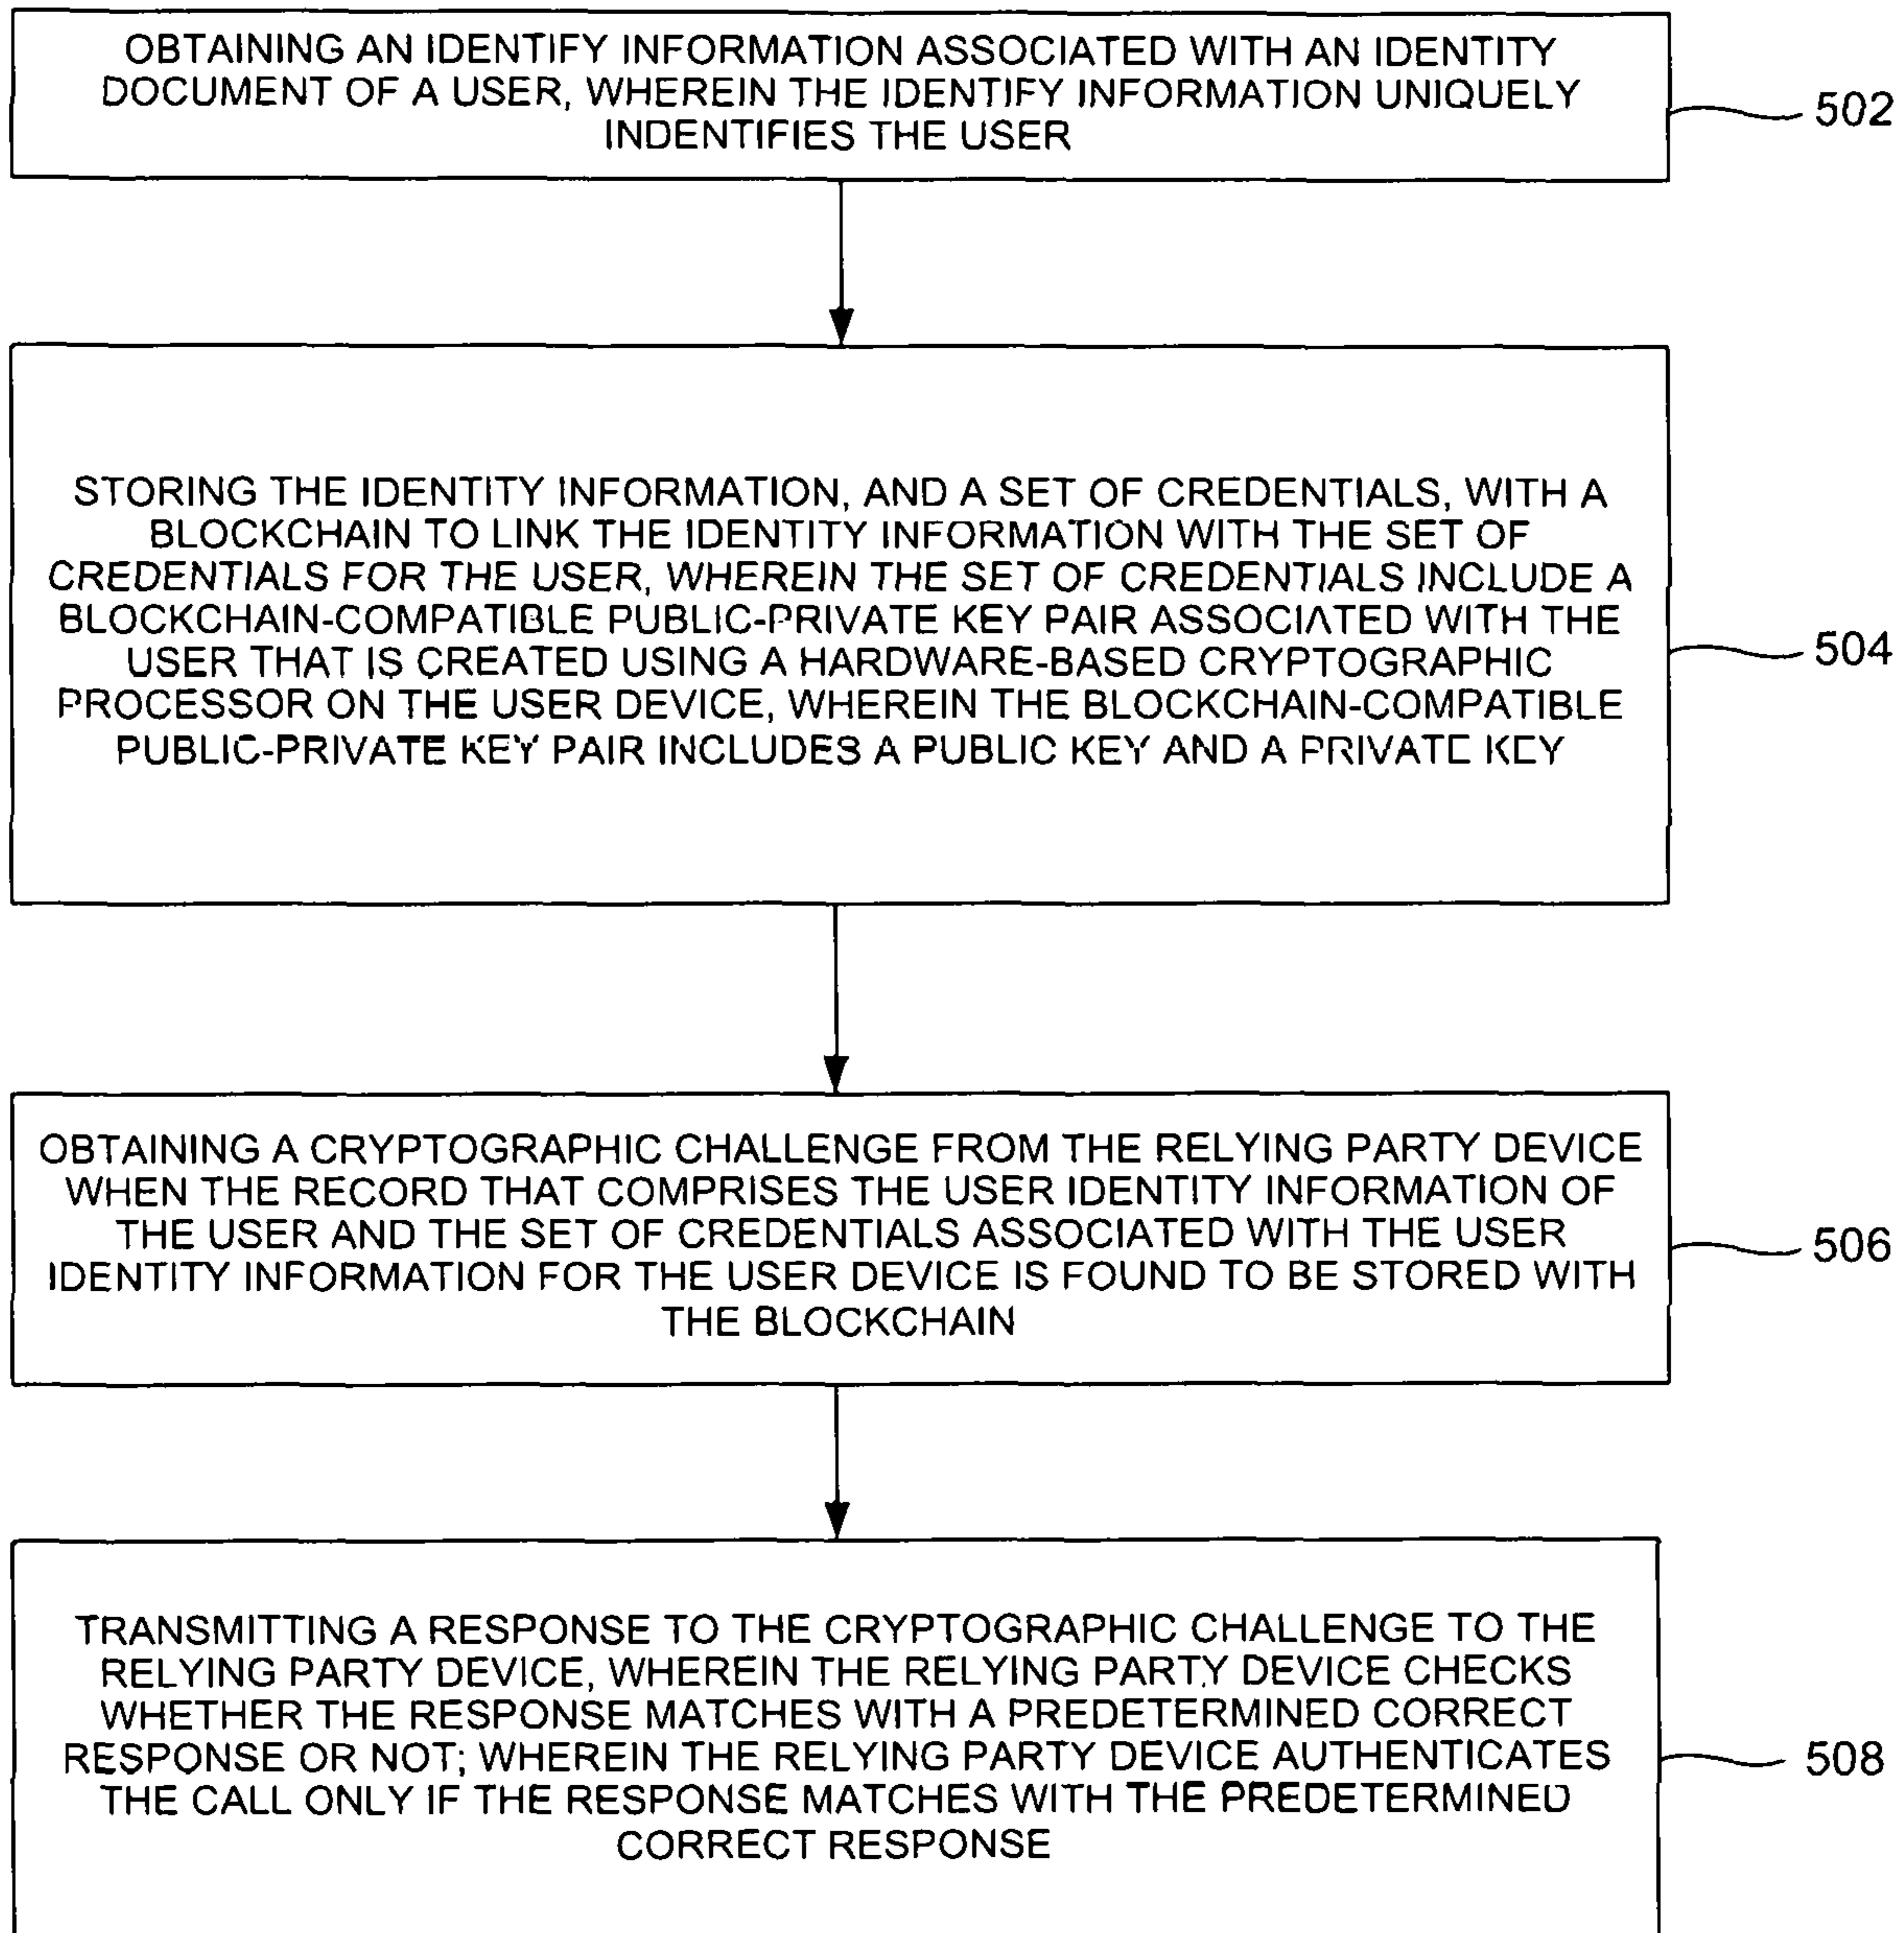 OBTAINING AN IDENTIFY INFORMATION ASSOCIATED WITH AN IDENTITY
DOCUMENT OF A USER, WHEREIN THE IDENTIFY INFORMATION UNIQUELY
INDENTIFIES THE USER
502
STORING THE IDENTITY INFORMATION, AND A SET OF CREDENTIALS, WITH A
BLOCKCHAIN TO LINK THE IDENTITY INFORMATION WITH THE SET OF
CREDENTIALS FOR THE USER, WHEREIN THE SET OF CREDENTIALS INCLUDE A
BLOCKCHAIN-COMPATIBLE PUBLIC-PRIVATE KEY PAIR ASSOCIATED WITH THE
USER THAT IS CREATED USING A HARDWARE-BASED CRYPTOGRAPHIC
PROCESSOR ON THE USER DEVICE, WHEREIN THE BLOCKCHAIN-COMPATIBLE
PUBLIC-PRIVATE KEY PAIR INCLUDES A PUBLIC KEY AND A PRIVATE KEY
504
OBTAINING A CRYPTOGRAPHIC CHALLENGE FROM THE RELYING PARTY DEVICE
WHEN THE RECORD THAT COMPRISES THE USER IDENTITY INFORMATION OF
THE USER AND THE SET OF CREDENTIALS ASSOCIATED WITH THE USER
IDENTITY INFORMATION FOR THE USER DEVICE IS FOUND TO BE STORED WITH
THE BLOCKCHAIN
506
TRANSMITTING A RESPONSE TO THE CRYPTOGRAPHIC CHALLENGE TO THE
RELYING PARTY DEVICE, WHEREIN THE RELYING PARTY DEVICE CHECKS
WHETHER THE RESPONSE MATCHES WITH A PREDETERMINED CORRECT
RESPONSE OR NOT; WHEREIN THE RELYING PARTY DEVICE AUTHENTICATES
THE CALL ONLY IF THE RESPONSE MATCHES WITH THE PREDETERMINED
CORRECT RESPONSE
508